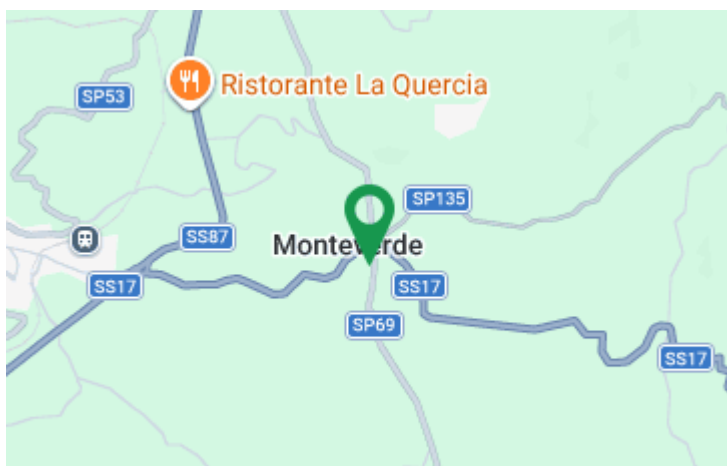 Ristorante La Quercia
SP53
SP135
SS87
Monteverde
SS17
SS17
SP69
SS17